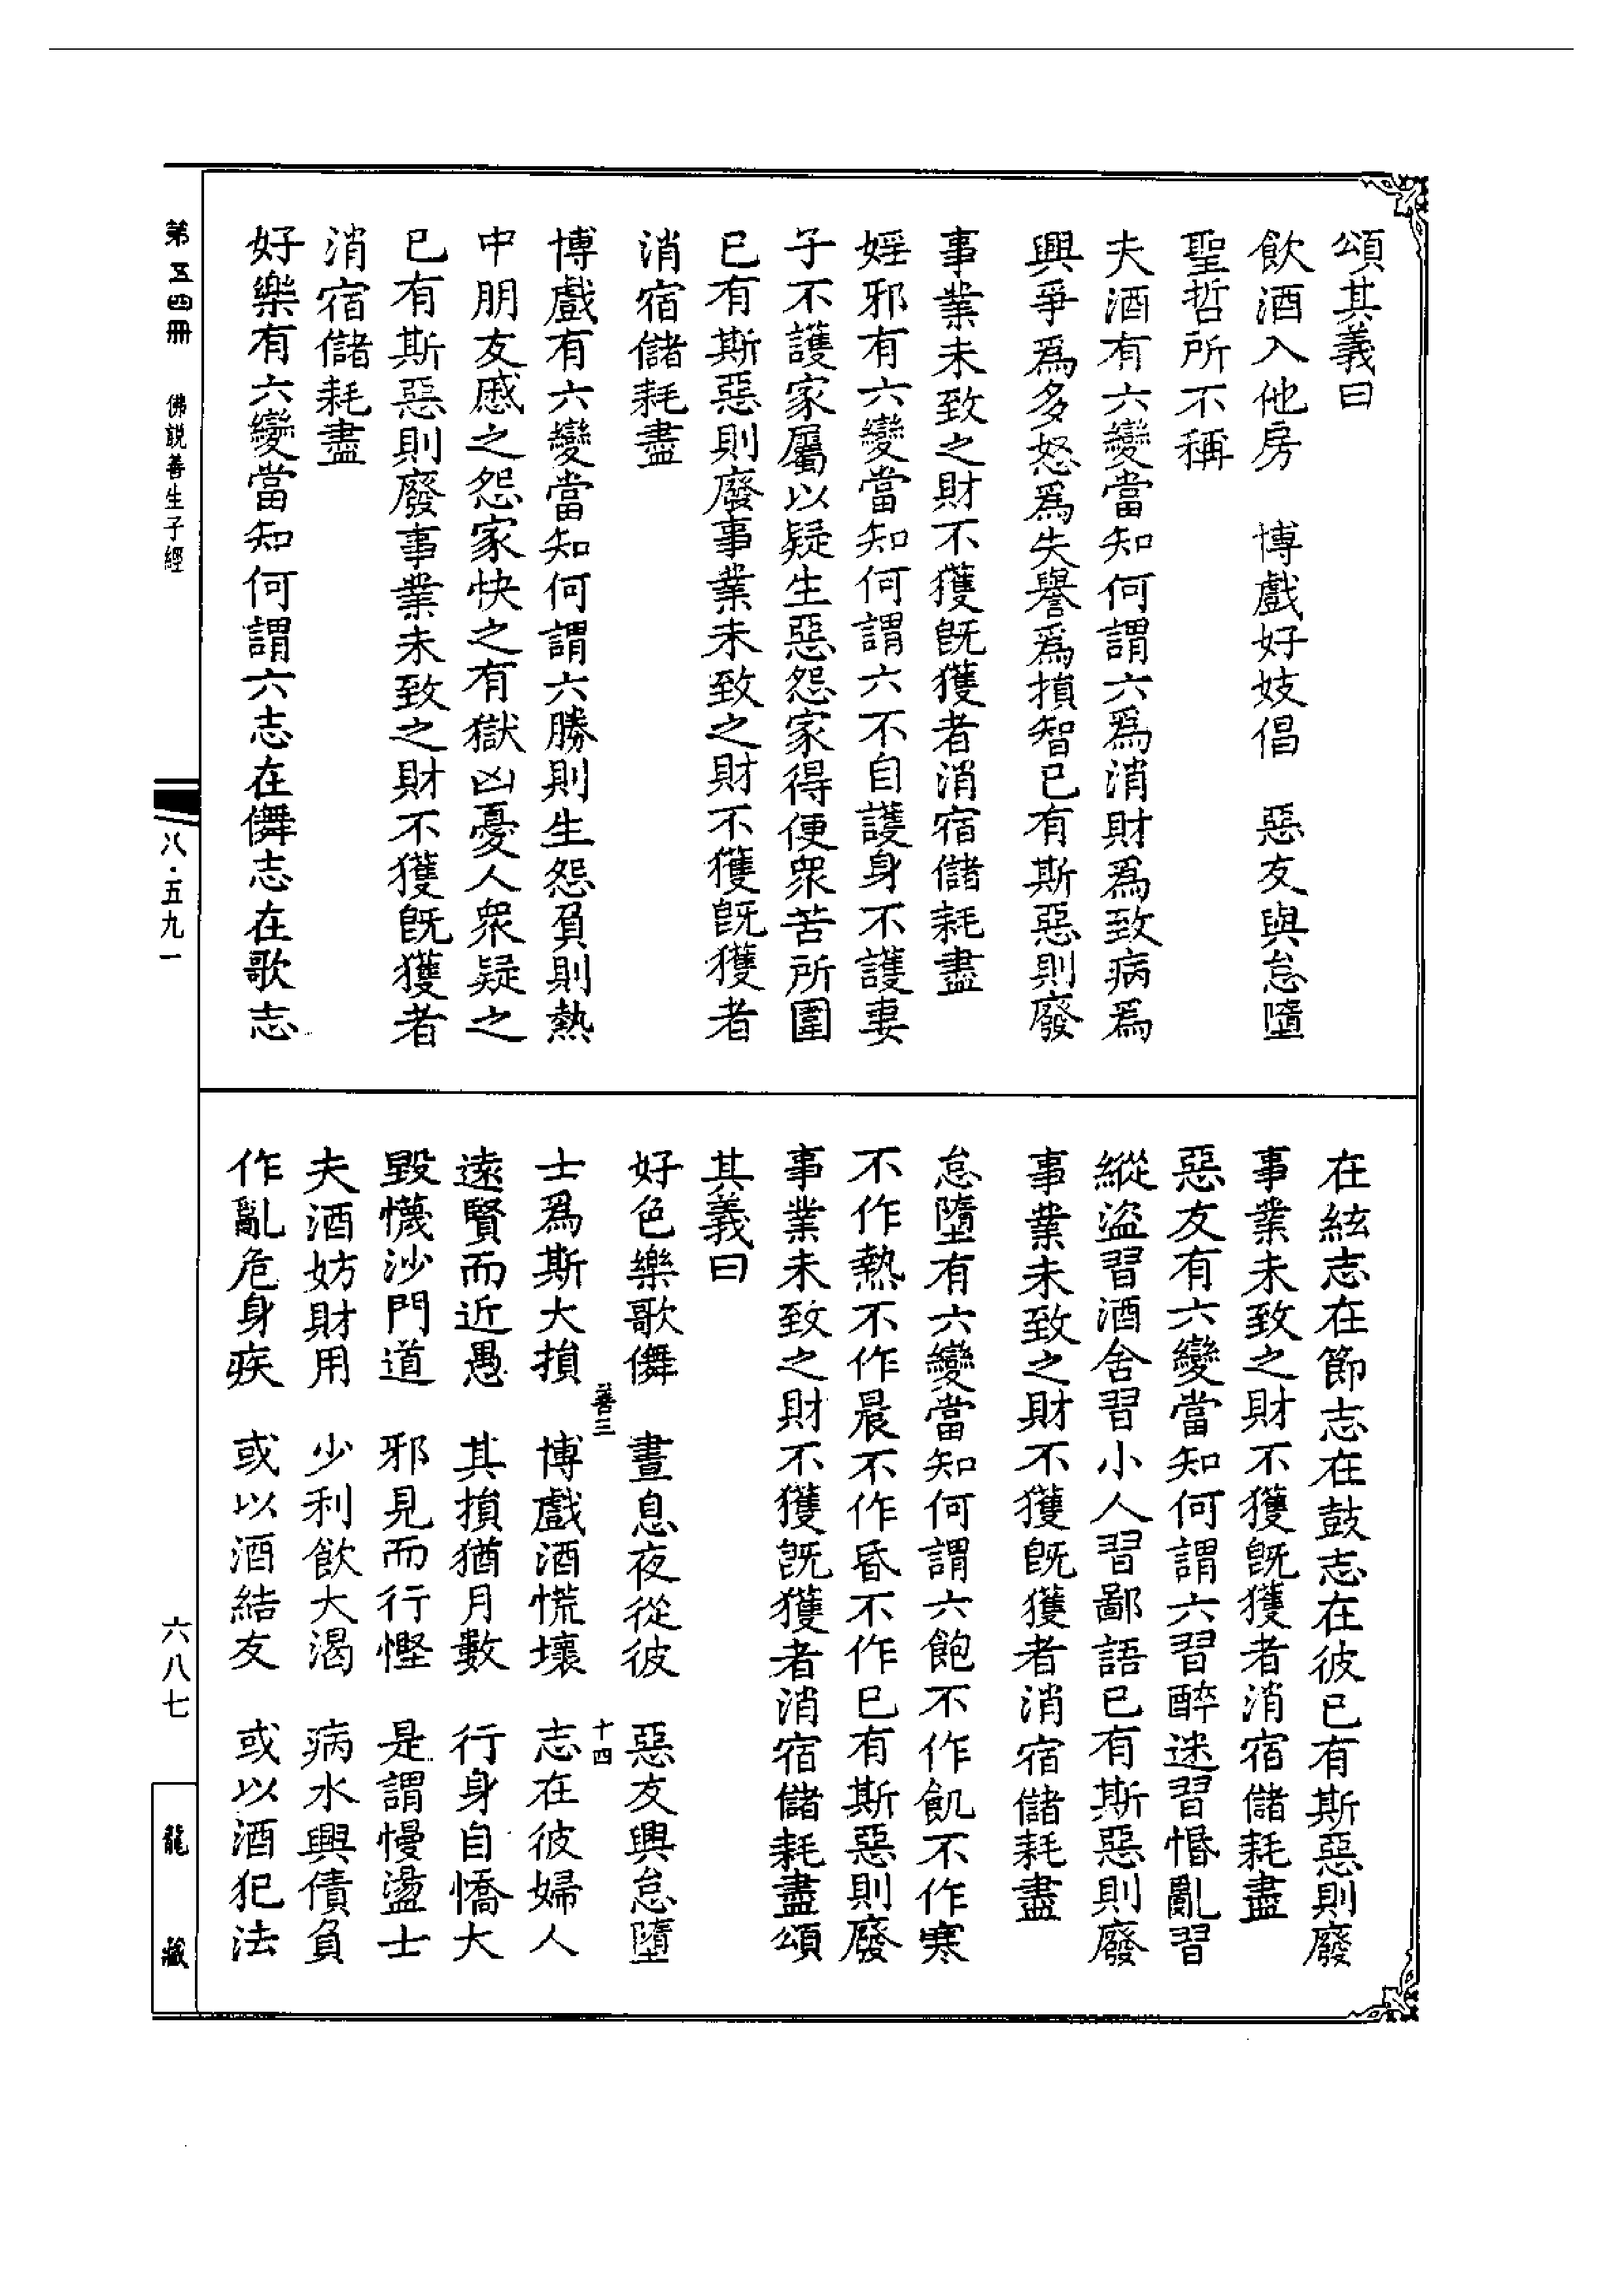 頌其義曰
飲酒入他房　博戲好妓倡　惡友與怠墮
聖哲所不稱
夫酒有六變當知何謂六爲消財爲致病爲
興爭爲多怒爲失譽爲損智已有斯惡則廢
事業未致之財不獲既獲者消宿儲耗盡
婬邪有六變當知何謂六不自護身不護妻
子不護家屬以疑生惡怨家得便衆苦所圍
已有斯惡則廢事業未致之財不獲既獲者
消宿儲耗盡
博戲有六變當知何謂六勝則生怨負則熱
中朋友慼之怨家快之有獄凶憂人衆疑之
已有斯惡則廢事業未致之財不獲既獲者
消宿儲耗盡
好樂有六變當知何謂六志在儛志在歌志
在絃志在節志在鼓志在彼已有斯惡則廢
事業未致之財不獲既獲者消宿儲耗盡
惡友有六變當知何謂六習醉迷習惛亂習
縱盜習酒舍習小人習鄙語已有斯惡則廢
事業未致之財不獲既獲者消宿儲耗盡
怠墮有六變當知何謂六飽不作飢不作寒
不作熱不作晨不作昏不作已有斯惡則廢
事業未致之財不獲既獲者消宿儲耗盡頌
其義曰
好色樂歌儛　晝息夜從彼　惡友與怠墮
善三　十四
士爲斯大損　博戲酒慌壞　志在彼婦人
遠賢而近愚　其損猶月數　行身自憍大
毀懱沙門道　邪見而行慳　是謂慢盪士
夫酒妨財用　少利飲大渴　病水興債負
作亂危身疾　或以酒結友　或以酒犯法
第五四冊　佛説善生子經
八·五九一
六八七
龍藏